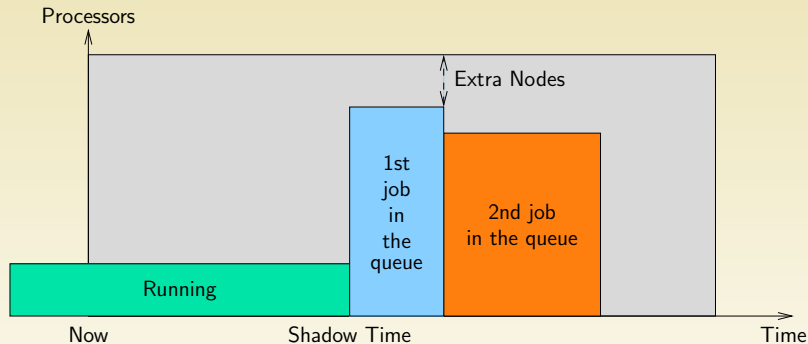 Processors
Extra Nodes
1st
job
in
the
queue
2nd job
in the queue
Running
Now
Shadow Time
Time